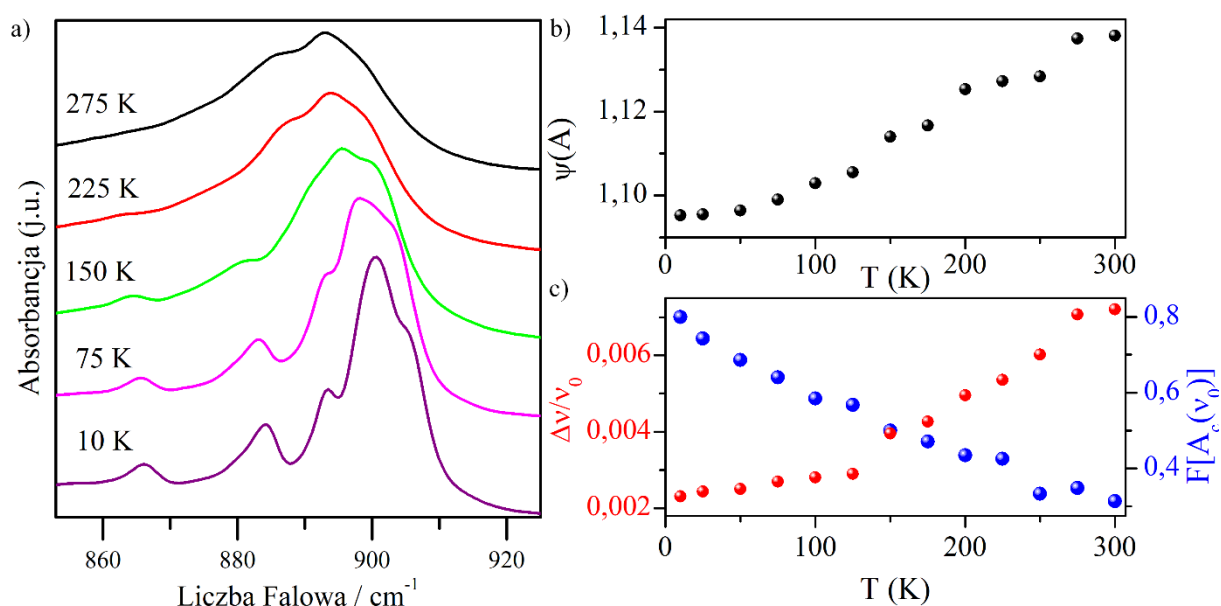 a)
Absorbancja (j.u.)
275 K
225 K
150 K
75 K
10 K
860 880 900 920
Liczba Falowa / cm⁻¹
b)
ψ(A)
1,14
1,12
1,10
0 100 200 300
T (K)
c)
Δν/ν₀
0,006
0,004
0,002
0,8
0,6
0,4
F[A_c(ν₀)]
0 100 200 300
T (K)